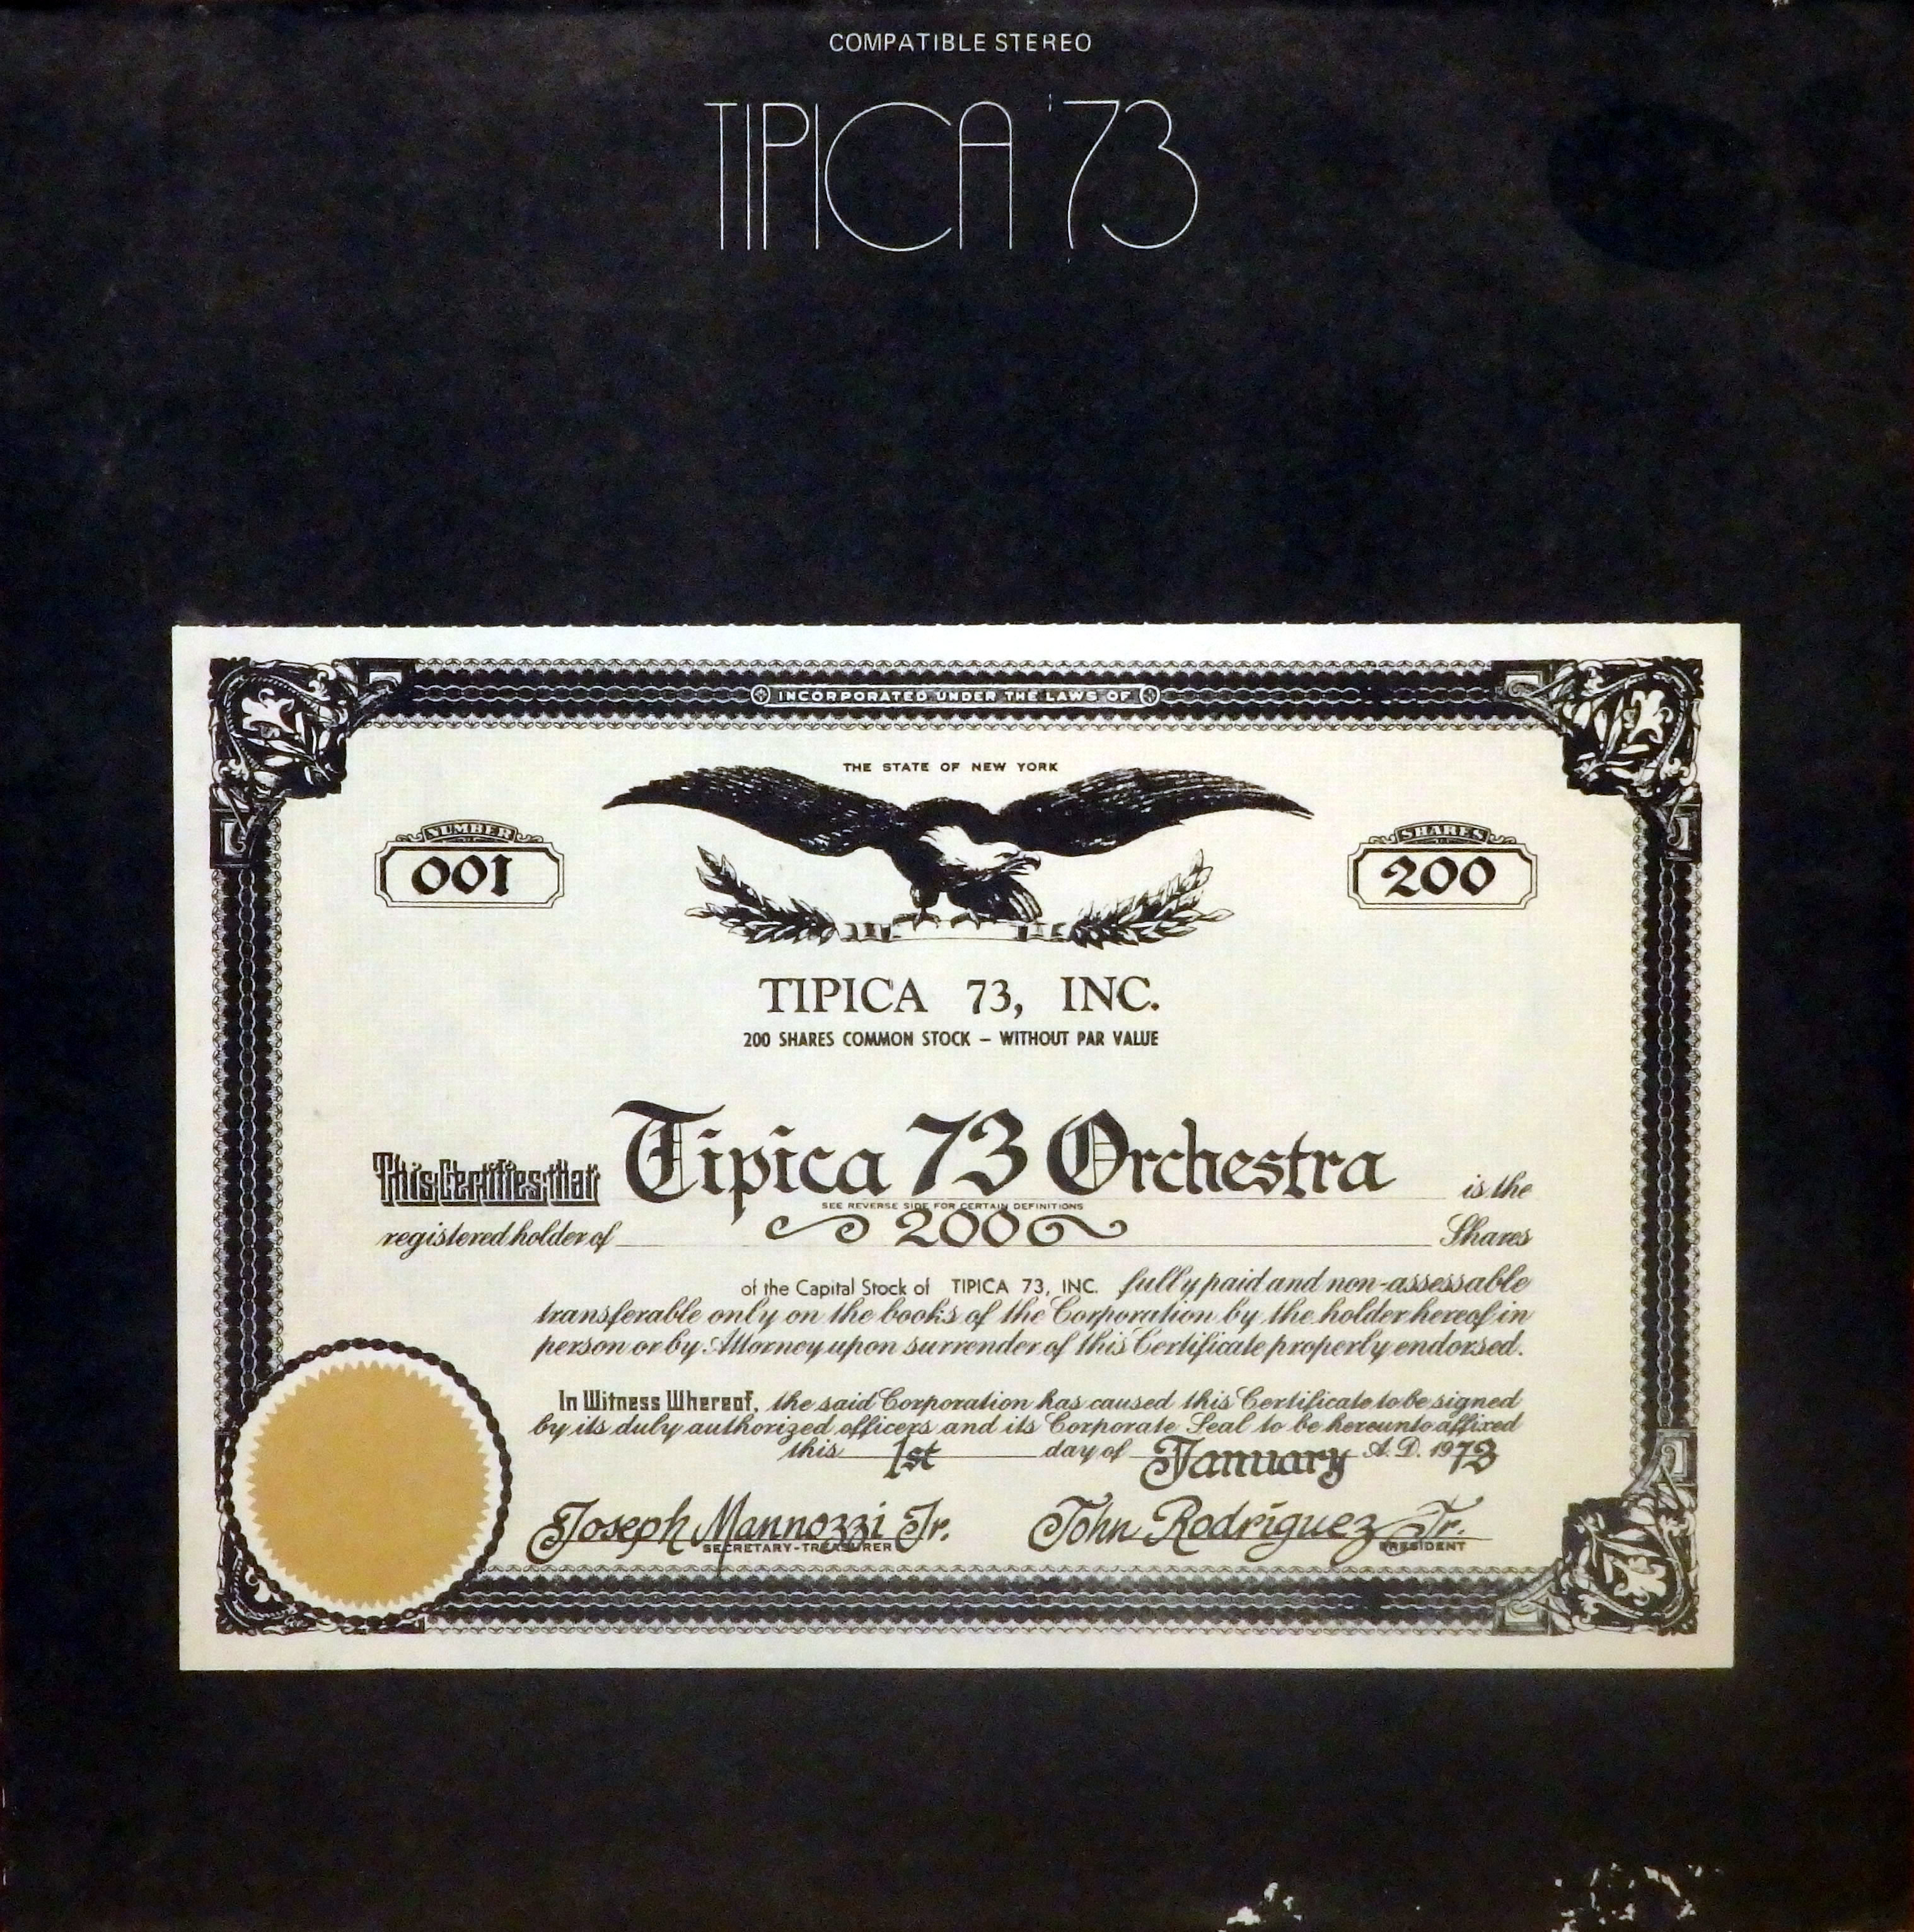 COMPATIBLE STEREO
TIPICA '73
INCORPORATED UNDER THE LAWS OF
THE STATE OF NEW YORK
NUMBER
001
SHARES
200
TIPICA 73, INC.
200 SHARES COMMON STOCK – WITHOUT PAR VALUE
This Certifies that Tipica 73 Orchestra is the
SEE REVERSE SIDE FOR CERTAIN DEFINITIONS
registered holder of 200 Shares
of the Capital Stock of TIPICA 73, INC. fully paid and non-assessable
transferable only on the books of the Corporation by the holder hereof in
person or by Attorney upon surrender of this Certificate properly endorsed.
In Witness Whereof, the said Corporation has caused this Certificate to be signed
by its duly authorized officers and its Corporate Seal to be hereunto affixed
this 1st day of January A.D. 1973
Joseph Mannozzi Jr. John Rodríguez Jr.
SECRETARY-TREASURER PRESIDENT